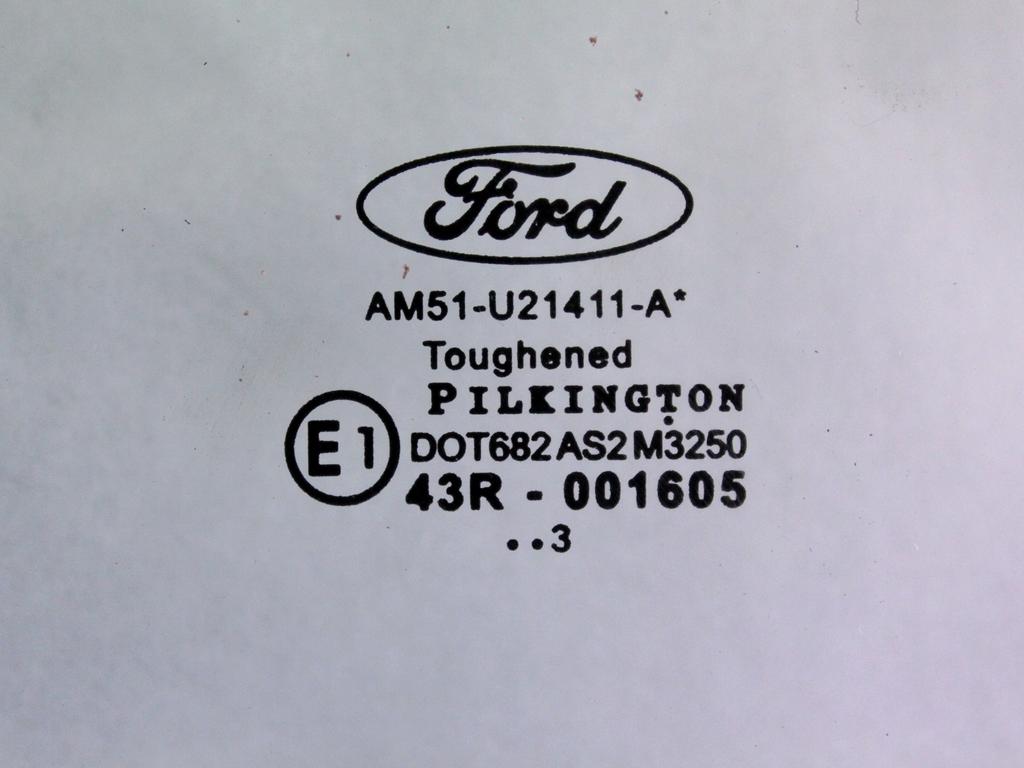 Ford
AM51-U21411-A*
Toughened
PILKINGTON
E1
DOT682 AS2 M3250
43R - 001605
..3